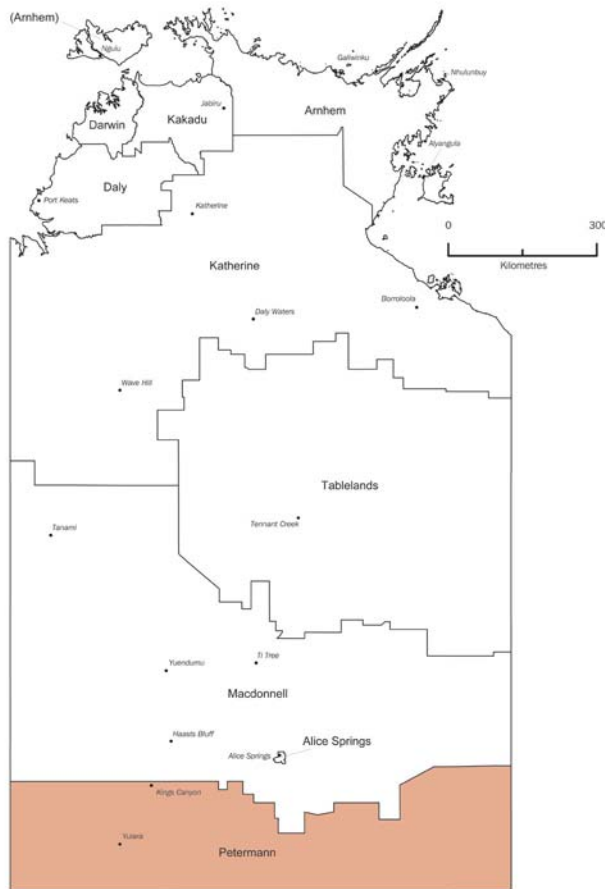 (Arnhem)
Nguiu
Galiwinku
Nhulunbuy
Jabiru
Darwin
Kakadu
Arnhem
Alyangula
Daly
Port Keats
Katherine
0
300
Kilometres
Katherine
Borroloola
Daly Waters
Wave Hill
Tablelands
Tennant Creek
Tanami
Ti Tree
Yuendumu
Macdonnell
Haasts Bluff
Alice Springs
Alice Springs
Kings Canyon
Yulara
Petermann